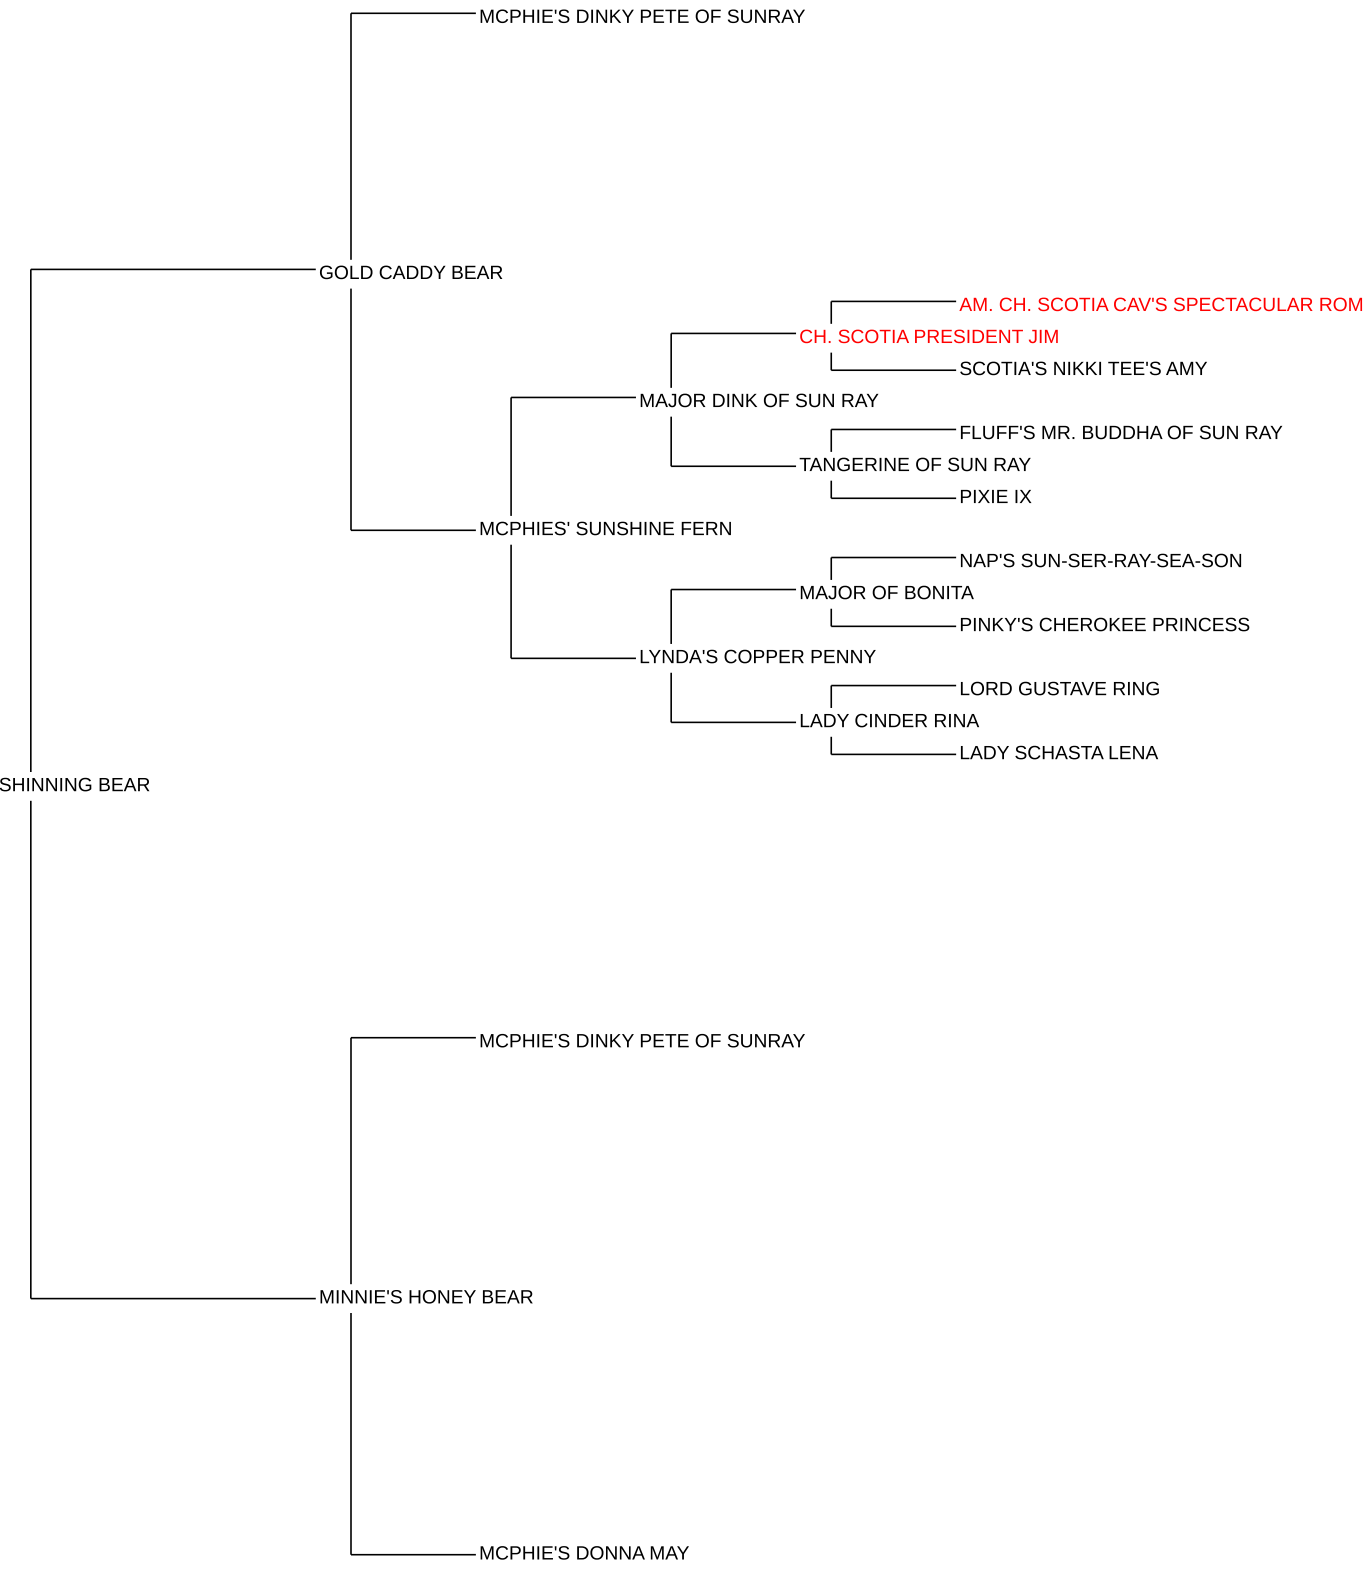 MCPHIE'S DINKY PETE OF SUNRAY
GOLD CADDY BEAR
AM. CH. SCOTIA CAV'S SPECTACULAR ROM
CH. SCOTIA PRESIDENT JIM
SCOTIA'S NIKKI TEE'S AMY
MAJOR DINK OF SUN RAY
FLUFF'S MR. BUDDHA OF SUN RAY
TANGERINE OF SUN RAY
PIXIE IX
MCPHIES' SUNSHINE FERN
NAP'S SUN-SER-RAY-SEA-SON
MAJOR OF BONITA
PINKY'S CHEROKEE PRINCESS
LYNDA'S COPPER PENNY
LORD GUSTAVE RING
LADY CINDER RINA
LADY SCHASTA LENA
SHINNING BEAR
MCPHIE'S DINKY PETE OF SUNRAY
MINNIE'S HONEY BEAR
MCPHIE'S DONNA MAY